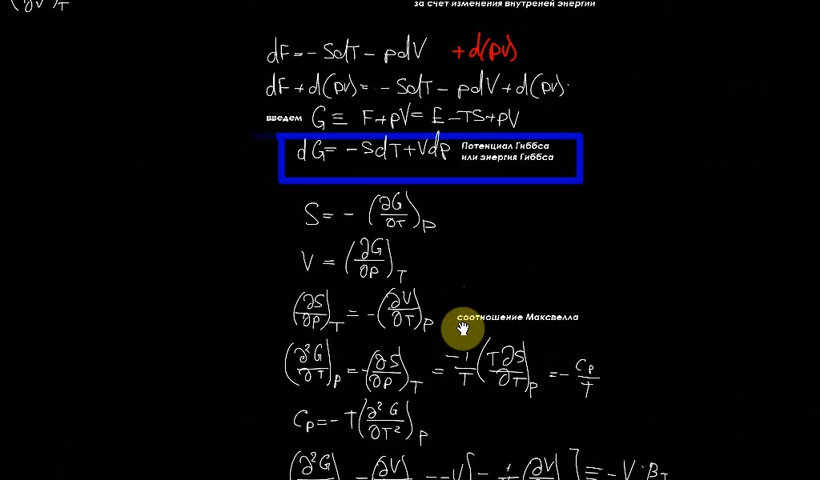 (∂V)_T
за счет изменения внутреней энергии
dF = - SdT - pdV + d(pV)
dF + d(pV) = - SdT - pdV + d(pV)
введем G ≡ F + pV = E - TS + pV
dG = - SdT + Vdp Потенциал Гиббса
или энергия Гиббса
S = - (∂G/∂T)_P
V = (∂G/∂P)_T
(∂S/∂P)_T = - (∂V/∂T)_P соотношение Максвелла
(∂²G/∂T)_P = - (∂S/∂P)_T = -1/T (T∂S/∂T)_P = - C_P/T
C_P = - T (∂²G/∂T²)_P